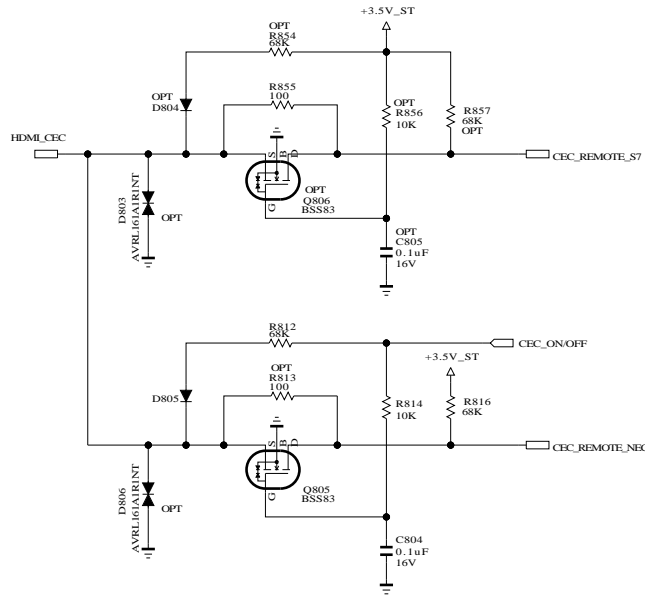 +3.5V_ST
OPT
R854
68K
OPT
D804
R855
100
OPT
R856
10K
R857
68K
OPT
HDMI_CEC
CEC_REMOTE_S7
S
B
D
G
OPT
Q806
BSS83
D803
AVRL161A1R1NT
OPT
OPT
C805
0.1uF
16V
R812
68K
CEC_ON/OFF
+3.5V_ST
D805
OPT
R813
100
R814
10K
R816
68K
S
B
D
G
CEC_REMOTE_NEC
Q805
BSS83
D806
AVRL161A1R1NT
OPT
C804
0.1uF
16V